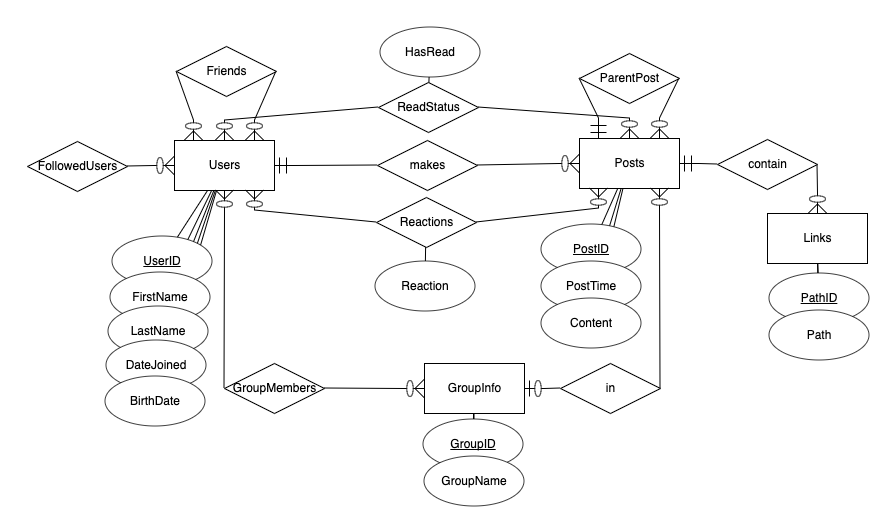 HasRead
Friends
ParentPost
ReadStatus
FollowedUsers
Users
makes
Posts
contain
Reactions
Links
UserID
FirstName
LastName
DateJoined
BirthDate
Reaction
PostID
PostTime
Content
PathID
Path
GroupMembers
GroupInfo
in
GroupID
GroupName